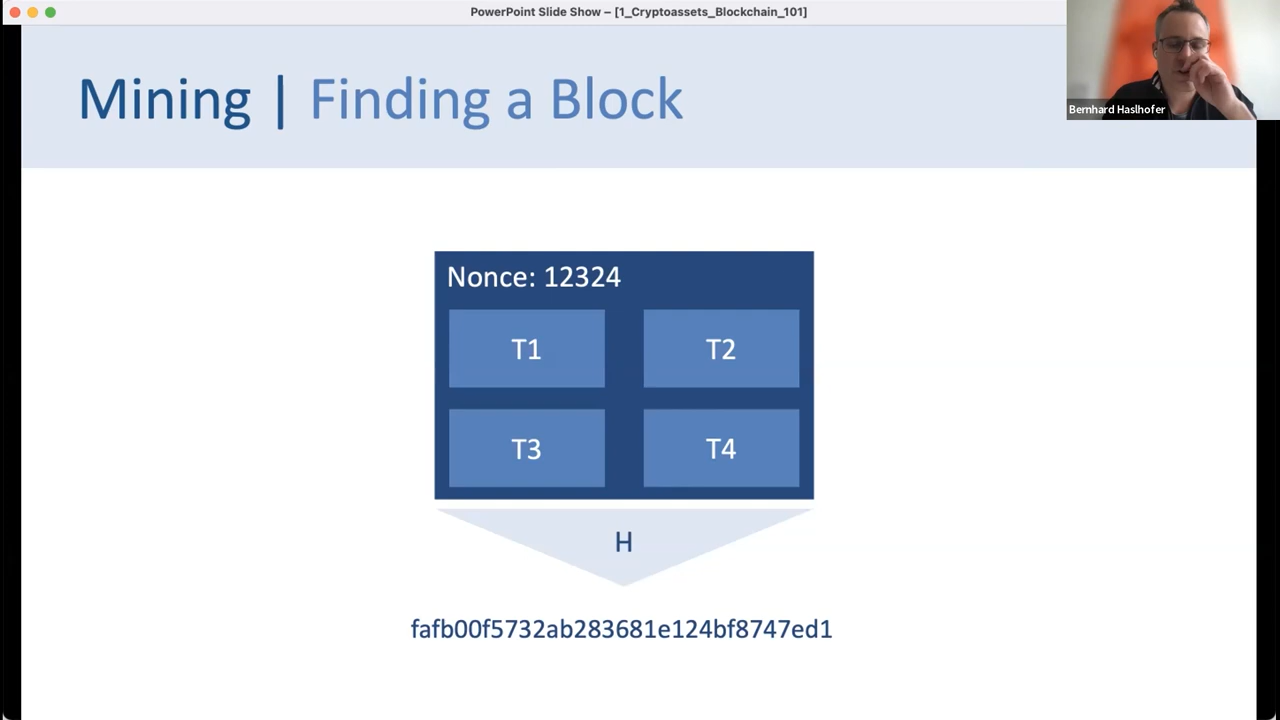 PowerPoint Slide Show – [1_Cryptoassets_Blockchain_101]
Bernhard Haslhofer
Mining | Finding a Block
Nonce: 12324
T1 T2
T3 T4
H
fafb00f5732ab283681e124bf8747ed1